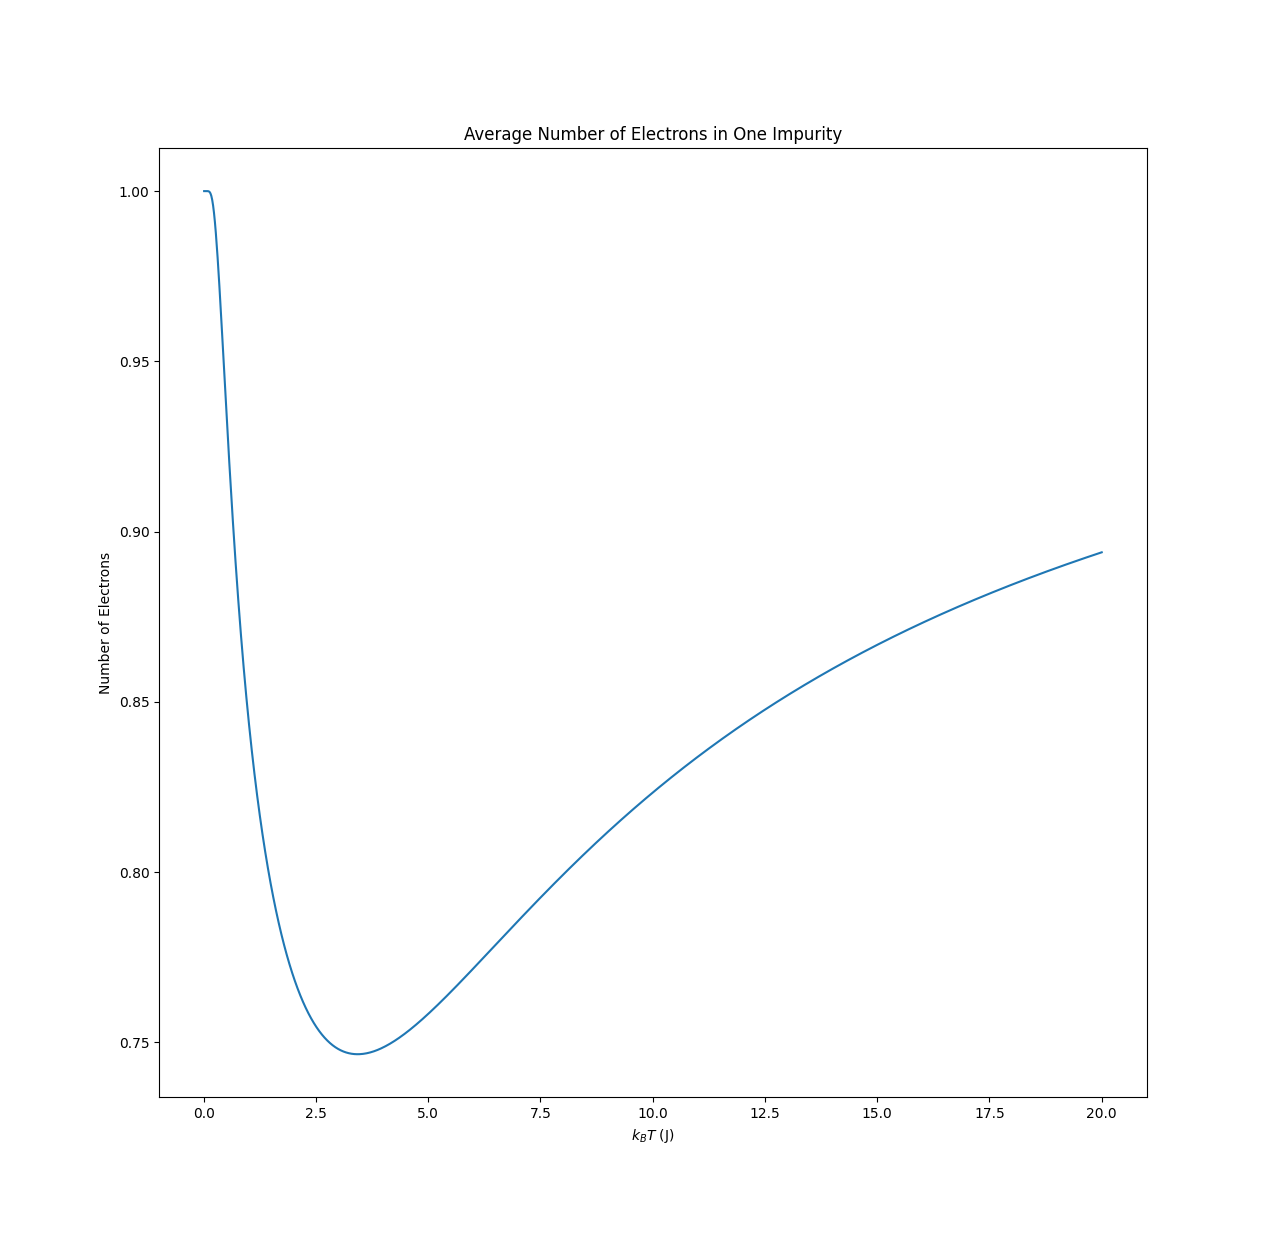 Average Number of Electrons in One Impurity
1.00
0.95
0.90
0.85
0.80
0.75
Number of Electrons
0.0 2.5 5.0 7.5 10.0 12.5 15.0 17.5 20.0
k_BT (J)